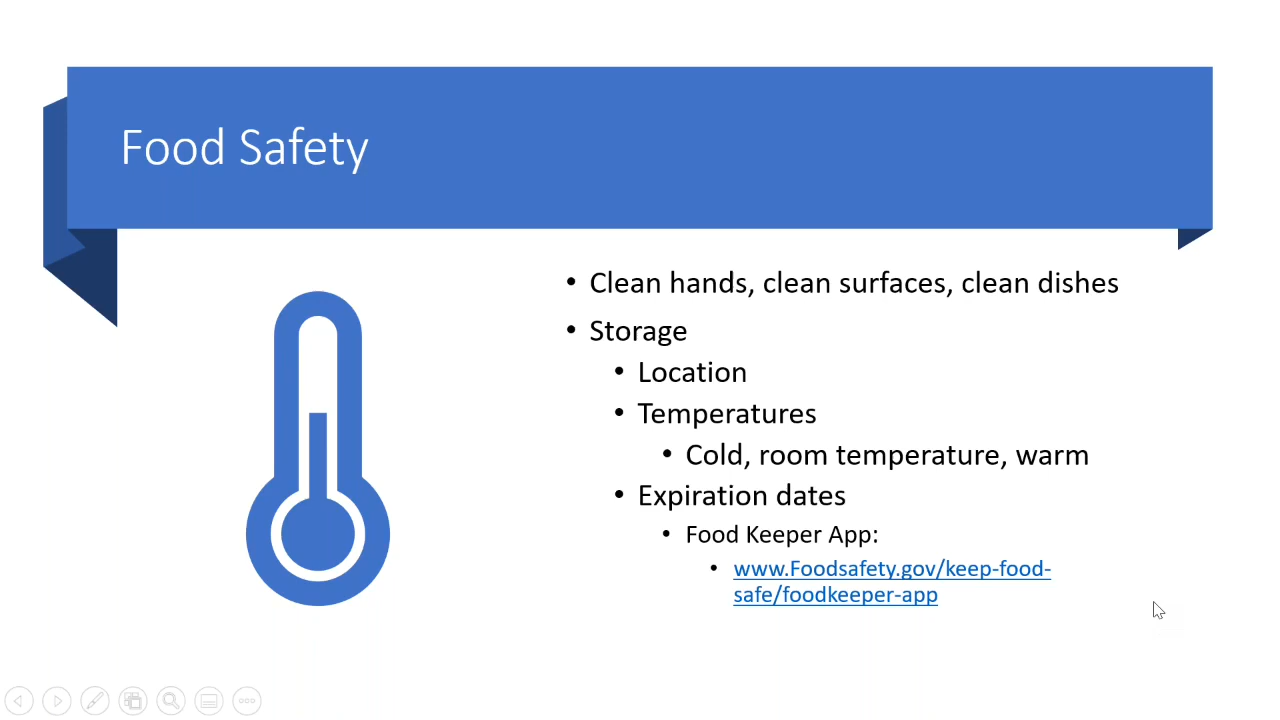 Food Safety
• Clean hands, clean surfaces, clean dishes
• Storage
• Location
• Temperatures
• Cold, room temperature, warm
• Expiration dates
• Food Keeper App:
• www.Foodsafety.gov/keep-food-
safe/foodkeeper-app